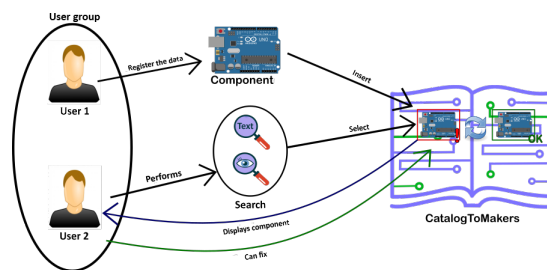 User group
User 1
Register the data
UNO
Component
Insert
Text
Select
OK
Performs
Search
User 2
Displays component
Can fix
CatalogToMakers